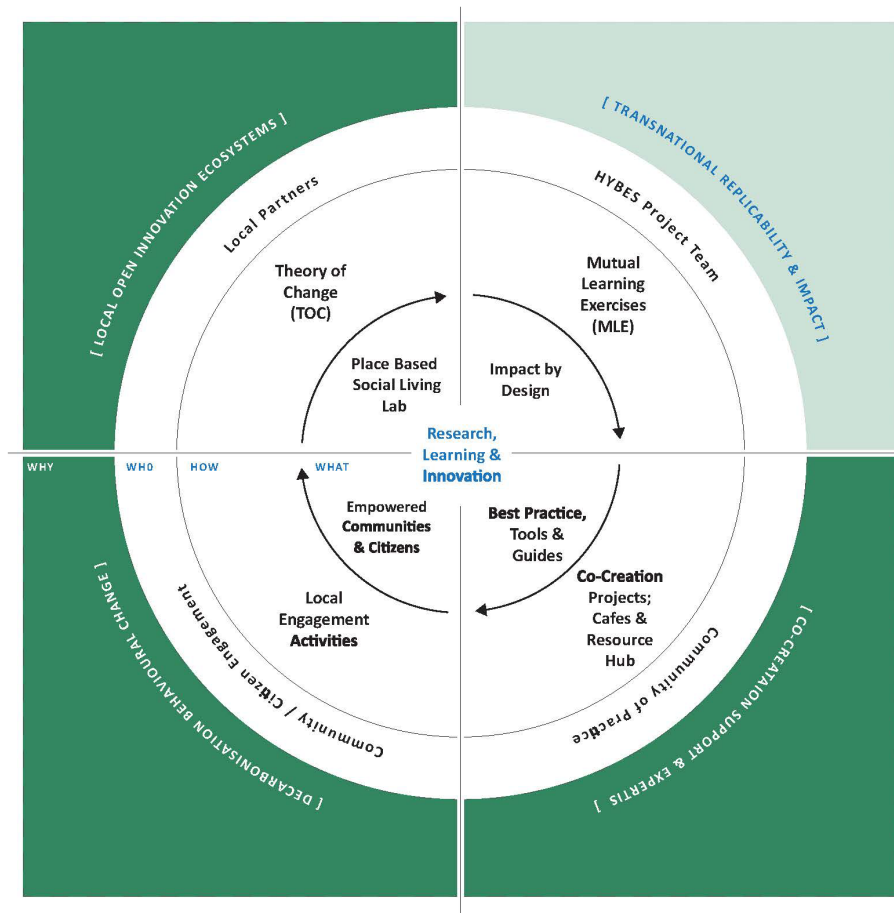 [ LOCAL OPEN INNOVATION ECOSYSTEMS ]
Local Partners
Theory of
Change
(TOC)
Place Based
Social Living
Lab
[ TRANSNATIONAL REPLICABILITY & IMPACT ]
HYBES Project Team
Mutual
Learning
Exercises
(MLE)
Impact by
Design
Research,
Learning &
Innovation
WHY
WH0
HOW
WHAT
Empowered
Communities
& Citizens
Local
Engagement
Activities
Community / Citizen Engagement
[ DECARBONISATION BEHAVIOURAL CHANGE ]
Best Practice,
Tools &
Guides
Co-Creation
Projects;
Cafes &
Resource
Hub
Community of Practice
[ CO-CREATAION SUPPORT & EXPERTIS ]